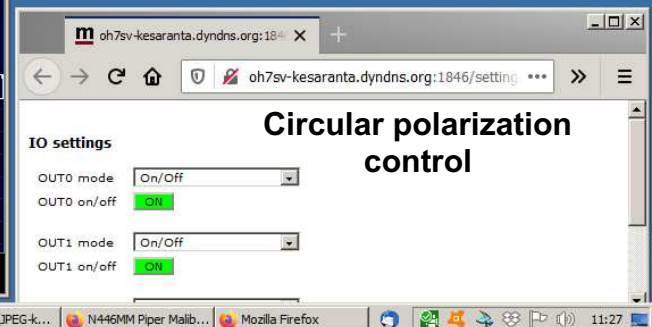 oh7sv-kesaranta.dyndns.org:184
oh7sv-kesaranta.dyndns.org:1846/setting
Circular polarization
control
IO settings
OUT0 mode On/Off
OUT0 on/off ON
OUT1 mode On/Off
OUT1 on/off ON
JPEG-k... N446MM Piper Malib... Mozilla Firefox 11:27